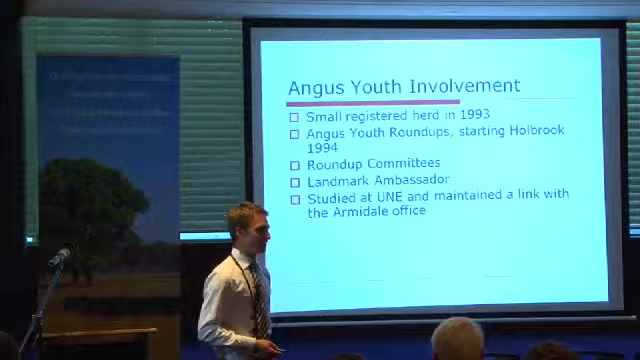 Angus Youth Involvement
Small registered herd in 1993
Angus Youth Roundups, starting Holbrook
1994
Roundup Committees
Landmark Ambassador
Studied at UNE and maintained a link with
the Armidale office